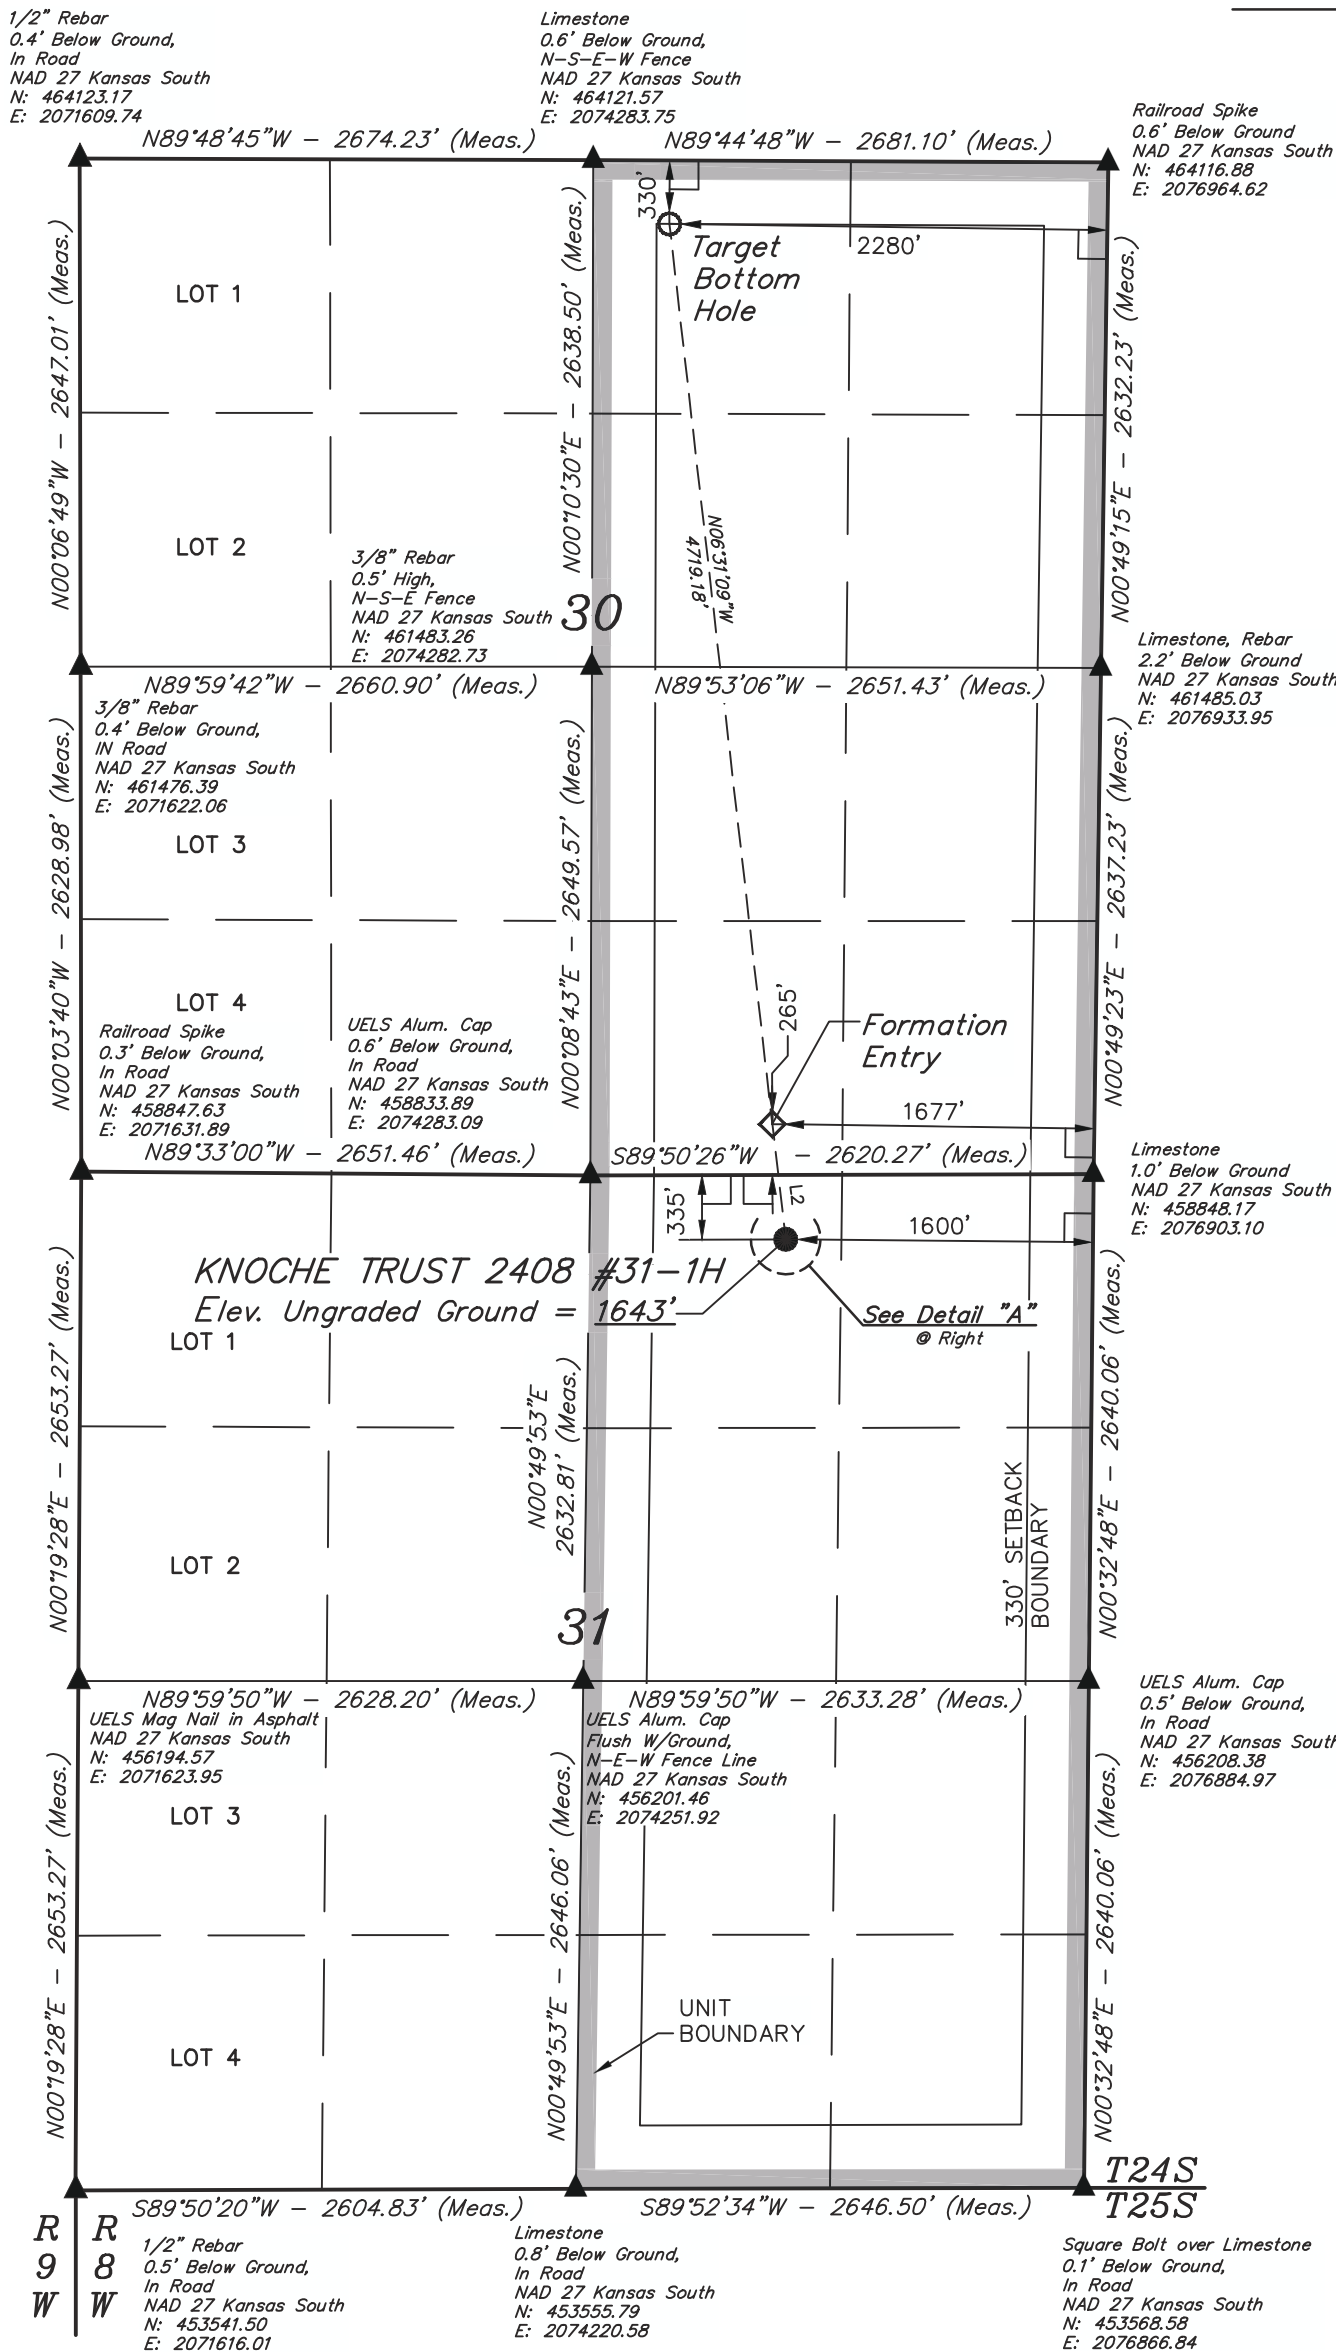 1/2" Rebar
0.4' Below Ground,
In Road
NAD 27 Kansas South
N: 464123.17
E: 2071609.74
Limestone
0.6' Below Ground,
N-S-E-W Fence
NAD 27 Kansas South
N: 464121.57
E: 2074283.75
Railroad Spike
0.6' Below Ground
NAD 27 Kansas South
N: 464116.88
E: 2076964.62
N89°48'45"W - 2674.23' (Meas.)
N89°44'48"W - 2681.10' (Meas.)
330'
Target
Bottom
Hole
2280'
LOT 1
N00°06'49"W - 2647.01' (Meas.)
N00°10'30"E - 2638.50' (Meas.)
N00°49'15"E - 2632.23' (Meas.)
LOT 2
N06°31'09"W
4719.18'
3/8" Rebar
0.5' High,
N-S-E Fence
NAD 27 Kansas South
N: 461483.26
E: 2074282.73
30
Limestone, Rebar
2.2' Below Ground
NAD 27 Kansas South
N: 461485.03
E: 2076933.95
N89°59'42"W - 2660.90' (Meas.)
N89°53'06"W - 2651.43' (Meas.)
3/8" Rebar
0.4' Below Ground,
IN Road
NAD 27 Kansas South
N: 461476.39
E: 2071622.06
LOT 3
N00°03'40"W - 2628.98' (Meas.)
N00°08'43"E - 2649.57' (Meas.)
N00°49'23"E - 2637.23' (Meas.)
LOT 4
265'
Formation
Entry
1677'
Railroad Spike
0.3' Below Ground,
In Road
NAD 27 Kansas South
N: 458847.63
E: 2071631.89
UELS Alum. Cap
0.6' Below Ground,
In Road
NAD 27 Kansas South
N: 458833.89
E: 2074283.09
Limestone
1.0' Below Ground
NAD 27 Kansas South
N: 458848.17
E: 2076903.10
N89°33'00"W - 2651.46' (Meas.)
S89°50'26"W - 2620.27' (Meas.)
335'
L2
1600'
KNOCHE TRUST 2408 #31-1H
Elev. Ungraded Ground = 1643'
See Detail "A"
@ Right
LOT 1
N00°19'28"E - 2653.27' (Meas.)
N00°49'53"E
2632.81' (Meas.)
330' SETBACK
BOUNDARY
N00°32'48"E - 2640.06' (Meas.)
LOT 2
31
N89°59'50"W - 2628.20' (Meas.)
N89°59'50"W - 2633.28' (Meas.)
UELS Mag Nail in Asphalt
NAD 27 Kansas South
N: 456194.57
E: 2071623.95
UELS Alum. Cap
Flush W/Ground,
N-E-W Fence Line
NAD 27 Kansas South
N: 456201.46
E: 2074251.92
UELS Alum. Cap
0.5' Below Ground,
In Road
NAD 27 Kansas South
N: 456208.38
E: 2076884.97
LOT 3
N00°19'28"E - 2653.27' (Meas.)
N00°49'53"E - 2646.06' (Meas.)
N00°32'48"E - 2640.06' (Meas.)
UNIT
BOUNDARY
LOT 4
T24S
T25S
S89°50'20"W - 2604.83' (Meas.)
S89°52'34"W - 2646.50' (Meas.)
R R
9 8
W W
1/2" Rebar
0.5' Below Ground,
In Road
NAD 27 Kansas South
N: 453541.50
E: 2071616.01
Limestone
0.8' Below Ground,
In Road
NAD 27 Kansas South
N: 453555.79
E: 2074220.58
Square Bolt over Limestone
0.1' Below Ground,
In Road
NAD 27 Kansas South
N: 453568.58
E: 2076866.84